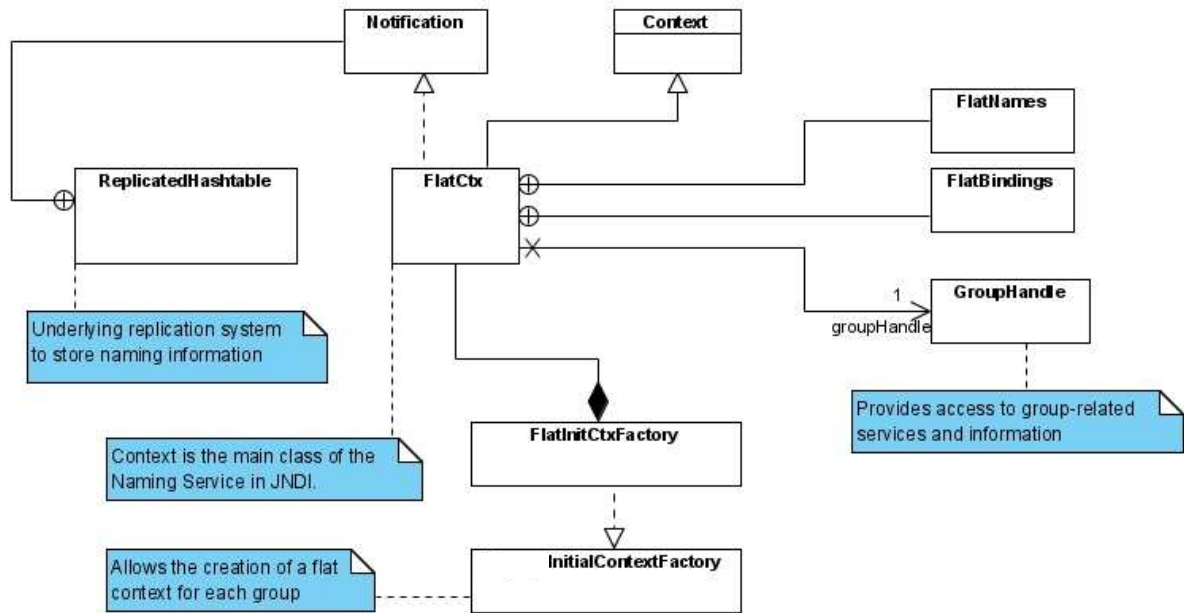 Notification
Context
FlatNames
ReplicatedHashtable
FlatCtx
FlatBindings
GroupHandle
1
groupHandle
Underlying replication system
to store naming information
Provides access to group-related
services and information
FlatInitCtxFactory
Context is the main class of the
Naming Service in JNDI.
InitialContextFactory
Allows the creation of a flat
context for each group